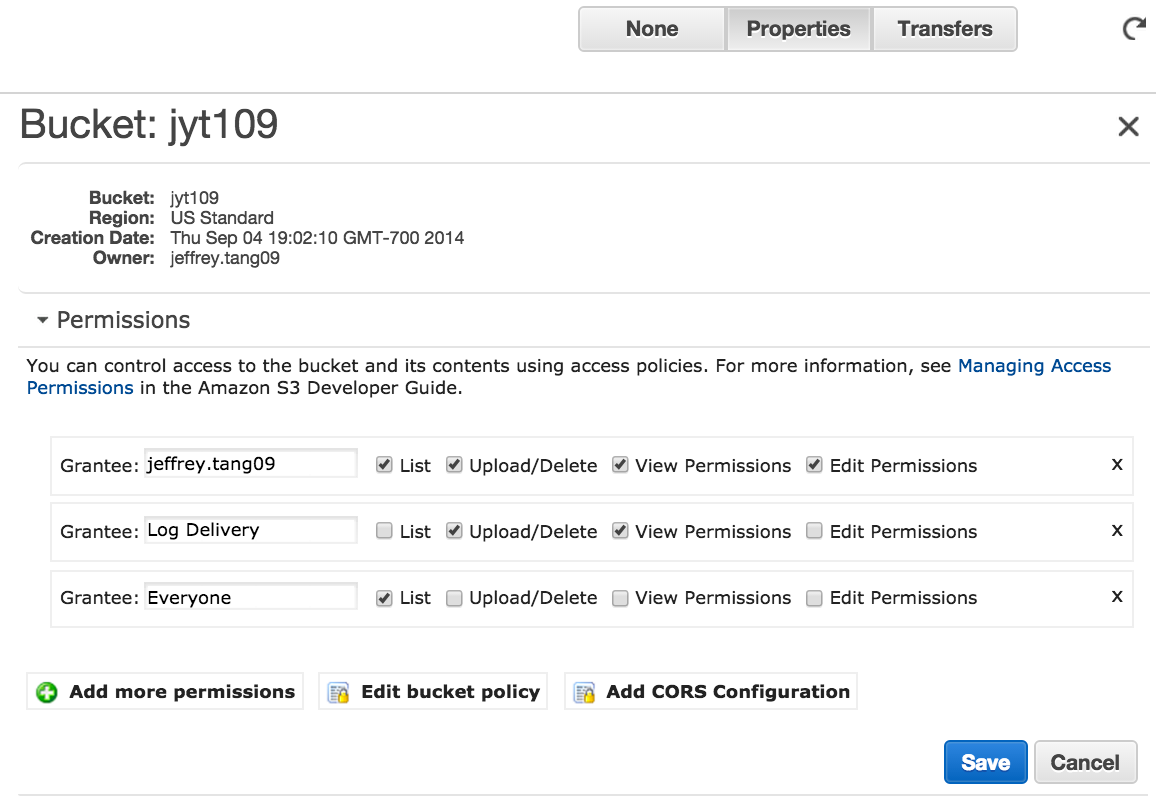 None Properties Transfers
Bucket: jyt109
Bucket: jyt109
Region: US Standard
Creation Date: Thu Sep 04 19:02:10 GMT-700 2014
Owner: jeffrey.tang09
Permissions
You can control access to the bucket and its contents using access policies. For more information, see Managing Access
Permissions in the Amazon S3 Developer Guide.
Grantee: jeffrey.tang09 List Upload/Delete View Permissions Edit Permissions x
Grantee: Log Delivery List Upload/Delete View Permissions Edit Permissions x
Grantee: Everyone List Upload/Delete View Permissions Edit Permissions x
Add more permissions Edit bucket policy Add CORS Configuration
Save Cancel